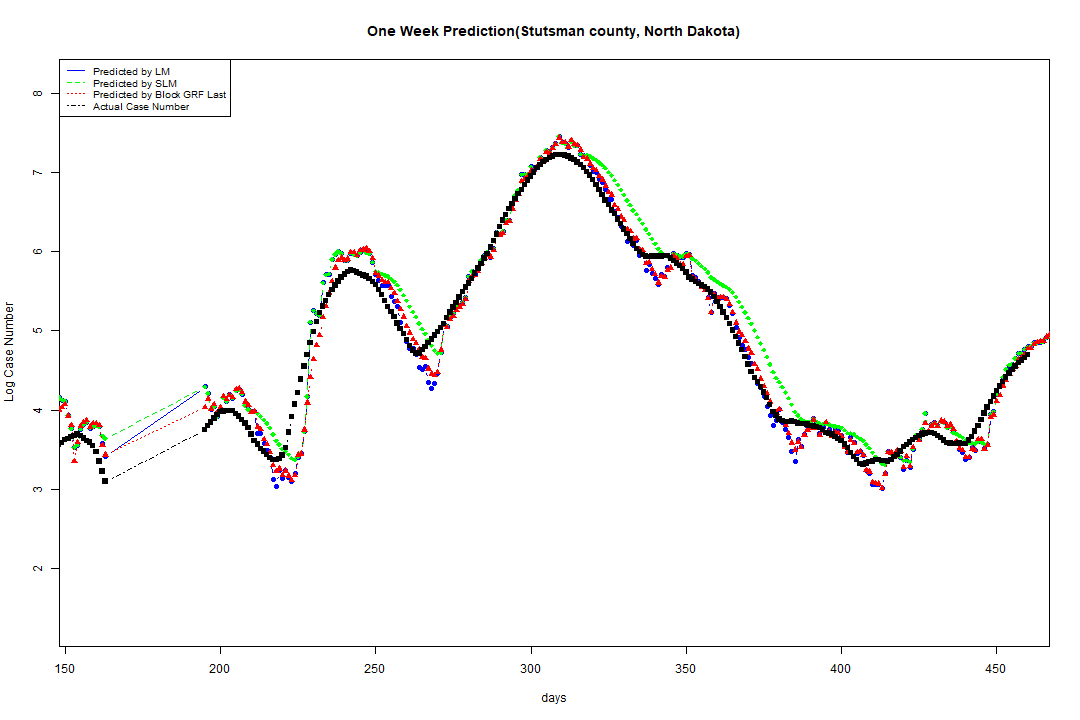 One Week Prediction(Stutsman county, North Dakota)
Predicted by LM
Predicted by SLM
Predicted by Block GRF Last
Actual Case Number
8
7
6
5
4
3
2
Log Case Number
150 200 250 300 350 400 450
days